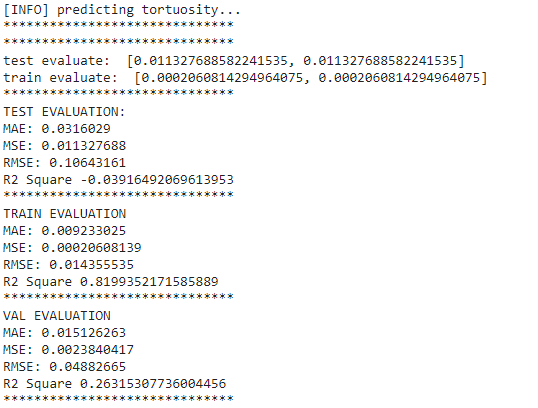 [INFO] predicting tortuosity...
******************************
******************************
test evaluate:  [0.011327688582241535, 0.011327688582241535]
train evaluate:  [0.0002060814294964075, 0.0002060814294964075]
******************************
TEST EVALUATION:
MAE: 0.0316029
MSE: 0.011327688
RMSE: 0.10643161
R2 Square -0.03916492069613953
******************************
TRAIN EVALUATION
MAE: 0.009233025
MSE: 0.00020608139
RMSE: 0.014355535
R2 Square 0.8199352171585889
******************************
VAL EVALUATION
MAE: 0.015126263
MSE: 0.0023840417
RMSE: 0.04882665
R2 Square 0.26315307736004456
******************************